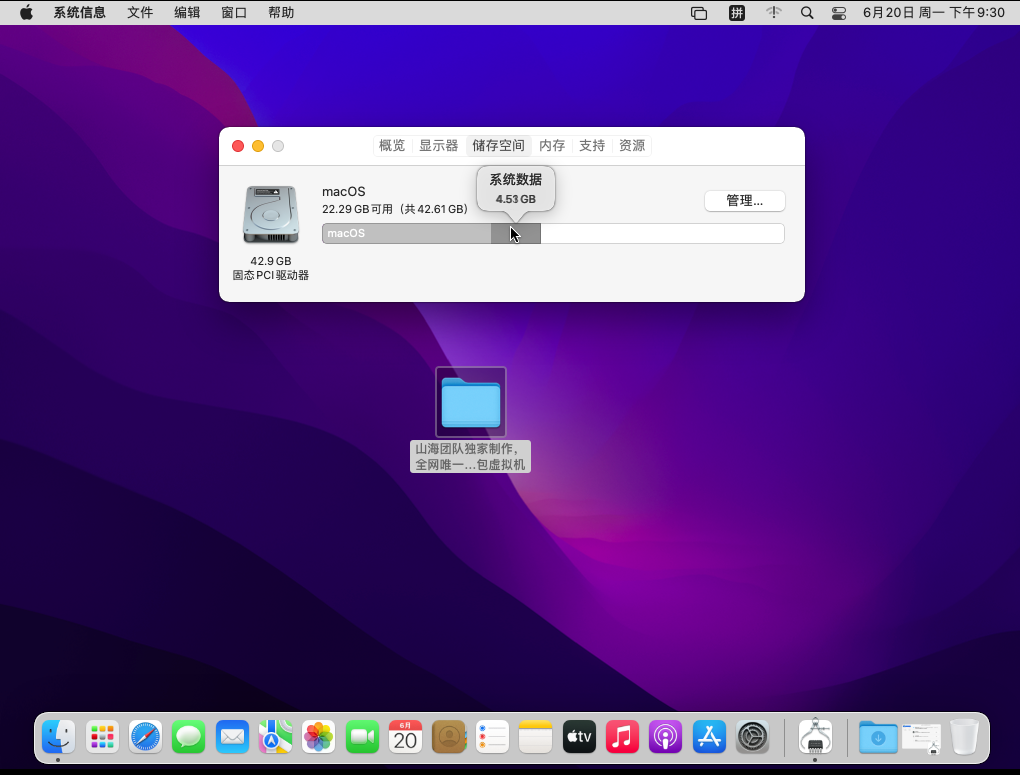 系统信息 文件 编辑 窗口 帮助 拼 6月20日 周一 下午9:30
概览 显示器 储存空间 内存 支持 资源
系统数据
4.53 GB
macOS
22.29 GB可用（共42.61 GB）
管理...
macOS
42.9 GB
固态PCI驱动器
山海团队独家制作，
全网唯一...包虚拟机
6月
20
tv